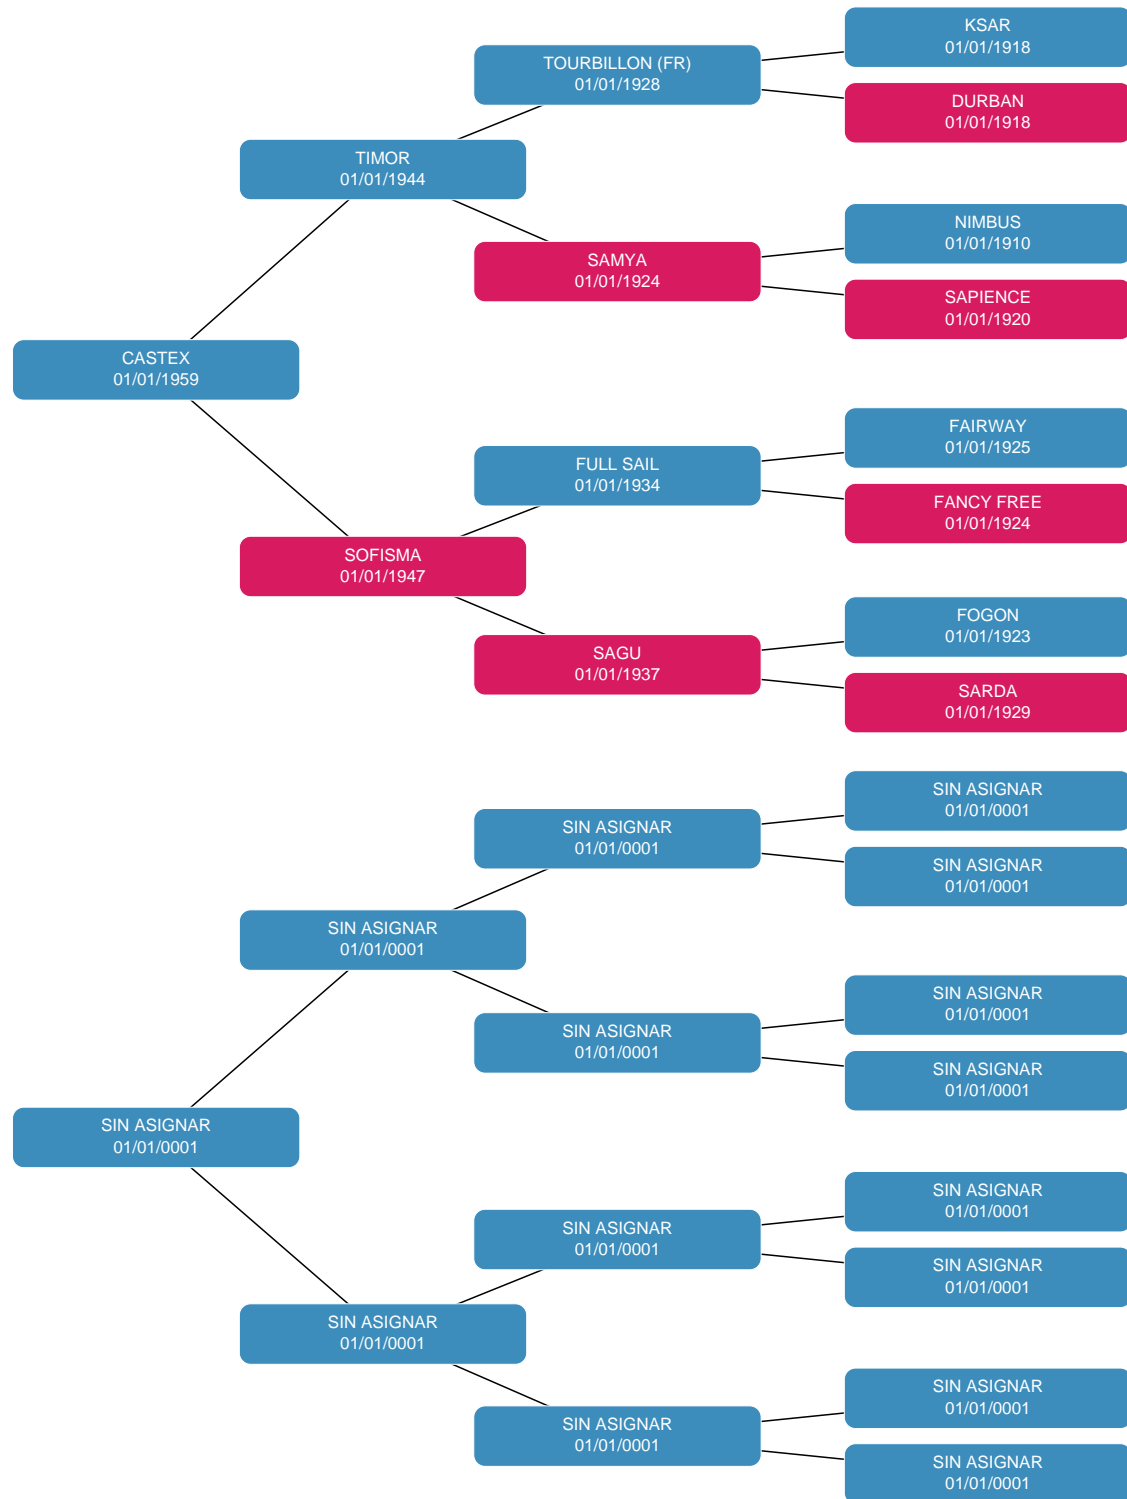 KSAR
01/01/1918
TOURBILLON (FR)
01/01/1928
DURBAN
01/01/1918
TIMOR
01/01/1944
NIMBUS
01/01/1910
SAMYA
01/01/1924
SAPIENCE
01/01/1920
CASTEX
01/01/1959
FAIRWAY
01/01/1925
FULL SAIL
01/01/1934
FANCY FREE
01/01/1924
SOFISMA
01/01/1947
FOGON
01/01/1923
SAGU
01/01/1937
SARDA
01/01/1929
SIN ASIGNAR
01/01/0001
SIN ASIGNAR
01/01/0001
SIN ASIGNAR
01/01/0001
SIN ASIGNAR
01/01/0001
SIN ASIGNAR
01/01/0001
SIN ASIGNAR
01/01/0001
SIN ASIGNAR
01/01/0001
SIN ASIGNAR
01/01/0001
SIN ASIGNAR
01/01/0001
SIN ASIGNAR
01/01/0001
SIN ASIGNAR
01/01/0001
SIN ASIGNAR
01/01/0001
SIN ASIGNAR
01/01/0001
SIN ASIGNAR
01/01/0001
SIN ASIGNAR
01/01/0001